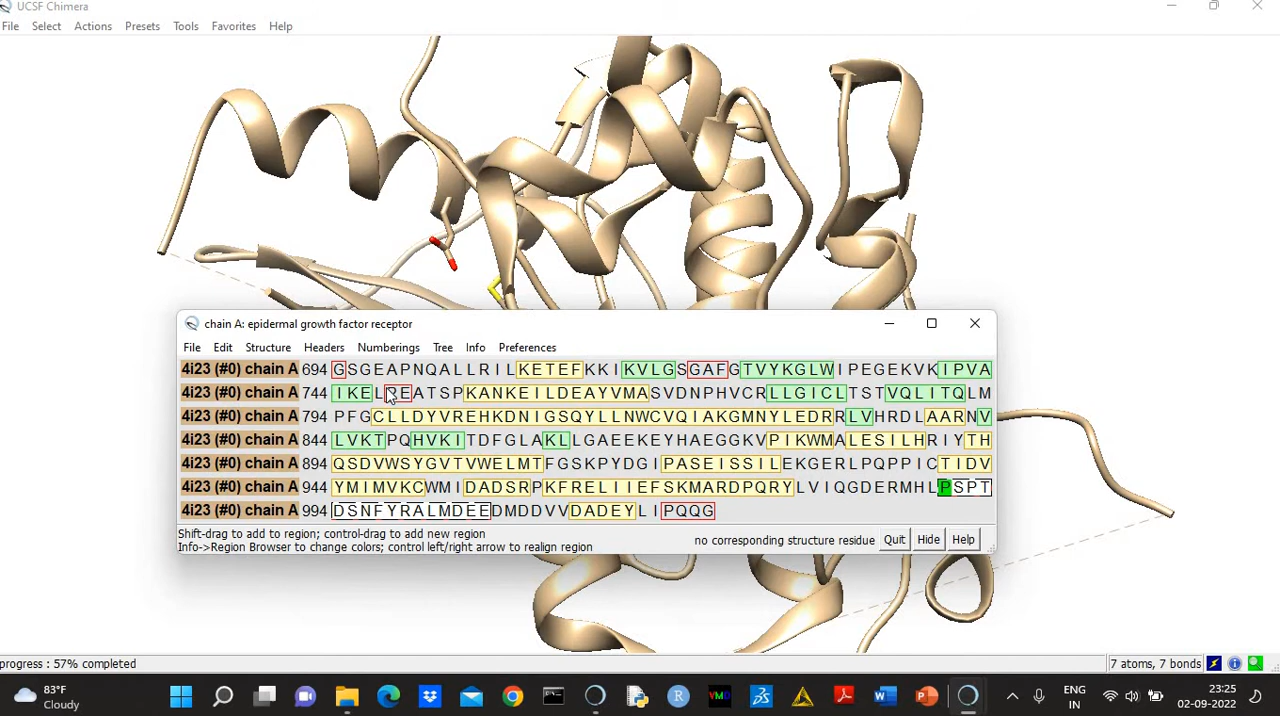 UCSF Chimera
File Select Actions Presets Tools Favorites Help
chain A: epidermal growth factor receptor
File Edit Structure Headers Numberings Tree Info Preferences
4i23 (#0) chain A 694 GSGEAPNQALLRILKETEFKKIKVLGSGAFGTVYKGLWIPEGEKVKIPVA
4i23 (#0) chain A 744 IKELREATSPKANKEILDEAYVMASVDNPHVCRLLGICLTSTVQLITQLM
4i23 (#0) chain A 794 PFGCLLDYVREHKDNIGSQYLLNWCVQIAKGMNYLEDRRLVHRDLAARNV
4i23 (#0) chain A 844 LVKTPQHVKITDFGLAKLLGAEEKEYHAEGGKVPIKWMALESILHRIYTH
4i23 (#0) chain A 894 QSDVWSYGVTVWELMTFGSKPYDGIPASEISSILEKGERLPQPPICTIDV
4i23 (#0) chain A 944 YMIMVKCWMIDADSRPKFRELIIEFSKMARDPQRYLVIQGDERMHLPSPT
4i23 (#0) chain A 994 DSNFYRALMDEEDMDDVVDADEYLIPQQG
Shift-drag to add to region; control-drag to add new region
Info->Region Browser to change colors; control left/right arrow to realign region
no corresponding structure residue Quit Hide Help
progress : 57% completed
7 atoms, 7 bonds
83°F
Cloudy
R
VMD
ENG
IN
23:25
02-09-2022